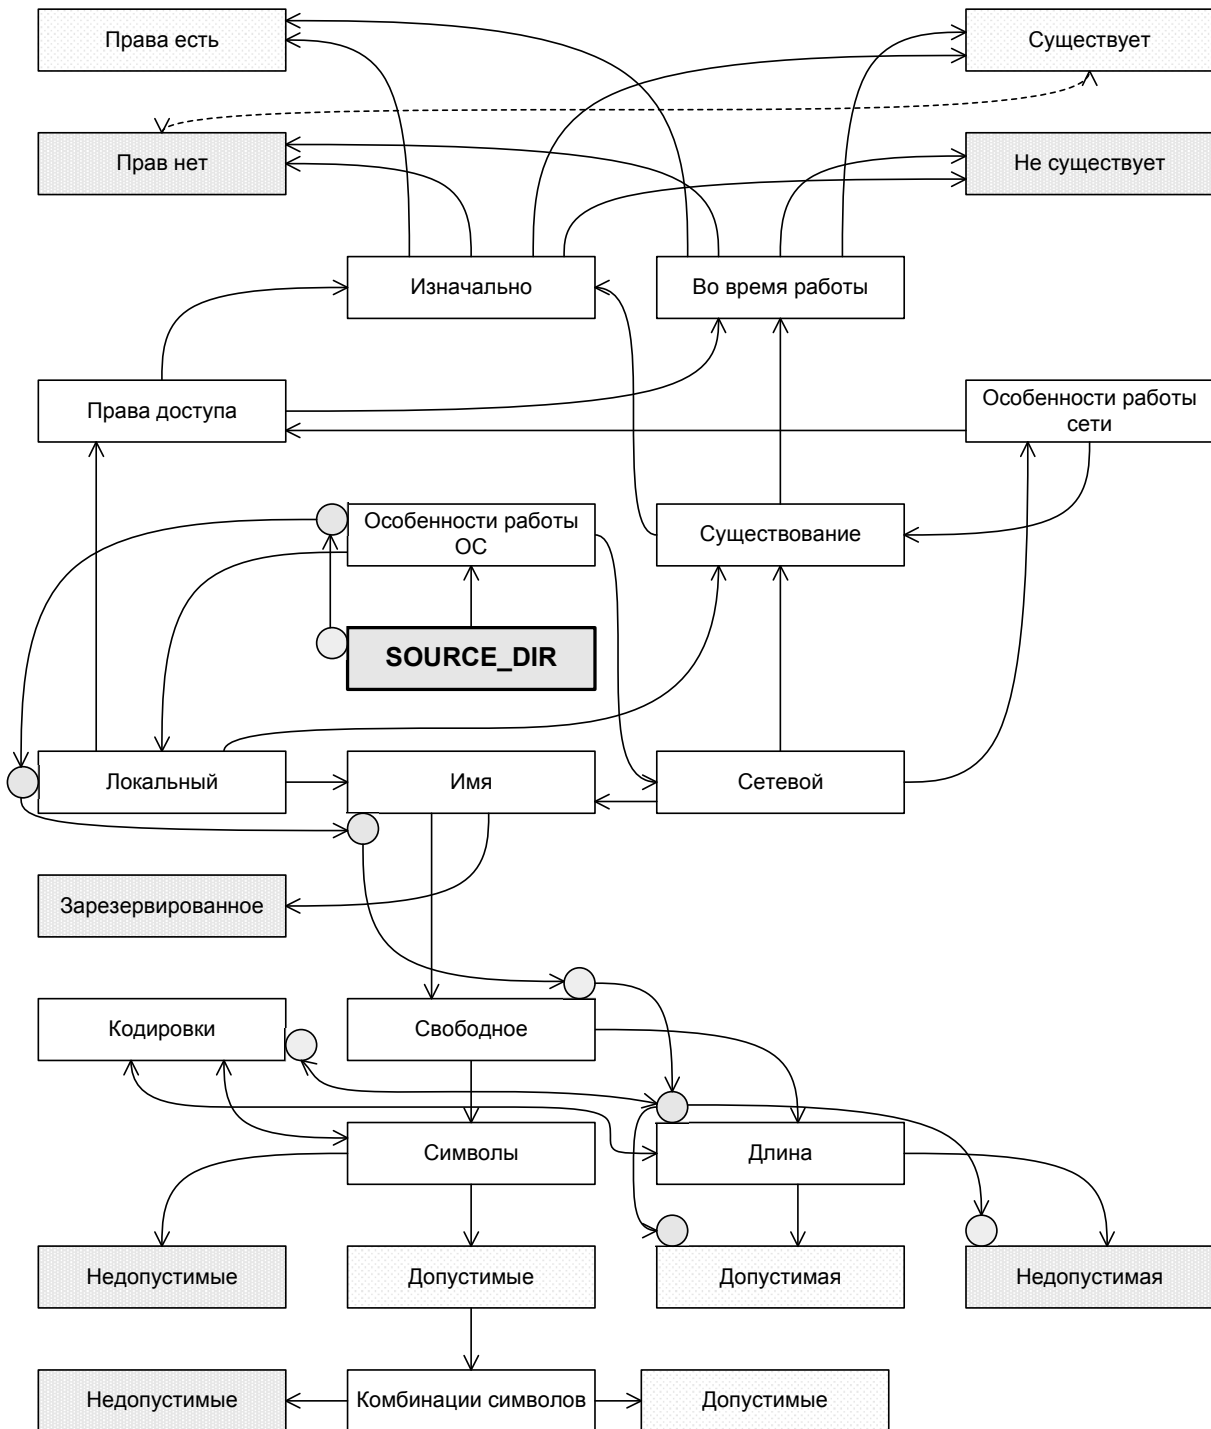 Права есть
Существует
Прав нет
Не существует
Изначально
Во время работы
Права доступа
Особенности работы
сети
Особенности работы
ОС
Существование
SOURCE_DIR
Локальный
Имя
Сетевой
Зарезервированное
Кодировки
Свободное
Символы
Длина
Недопустимые
Допустимые
Допустимая
Недопустимая
Недопустимые
Комбинации символов
Допустимые